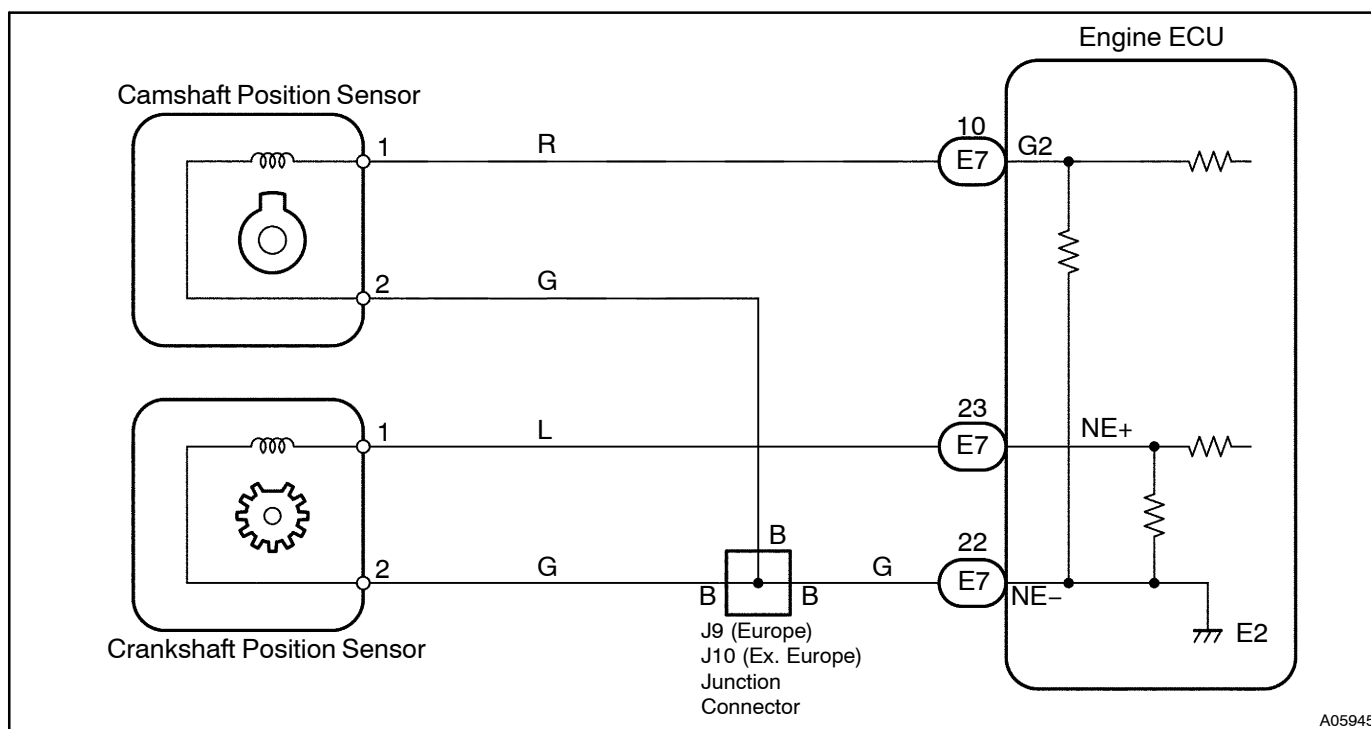 Engine ECU
Camshaft Position Sensor
1
R
10
E7
G2
2
G
1
L
23
E7
NE+
2
G
B
B
B
G
22
E7
NE−
E2
J9 (Europe)
J10 (Ex. Europe)
Junction
Connector
Crankshaft Position Sensor
A05945